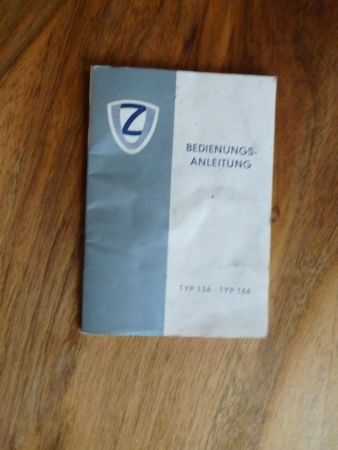 Z
BEDIENUNGS-
ANLEITUNG
TYP 156 · TYP 166